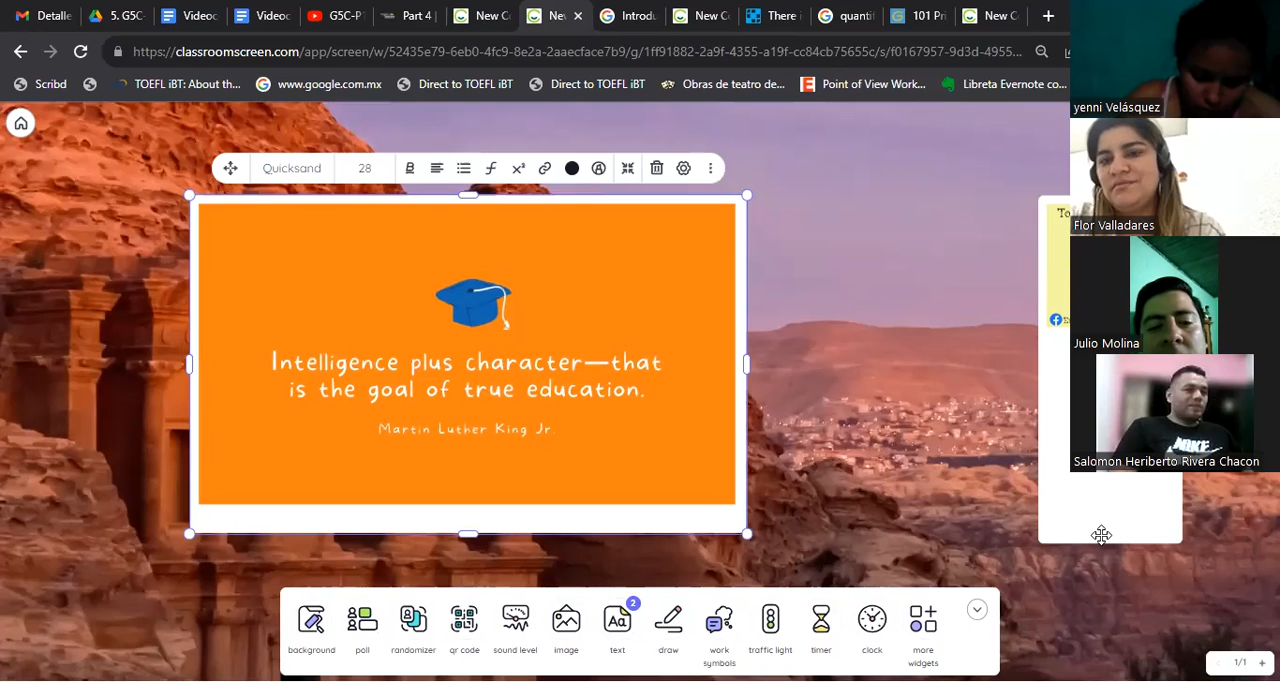 Detalle
5. G5C-
Videoc
Videoc
G5C-P
Part 4 |
New C
Ne
Introdu
New C
There i
quantif
101 Pri
New C
https://classroomscreen.com/app/screen/w/52435e79-6eb0-4fc9-8e2a-2aaecface7b9/g/1ff91882-2a9f-4355-a19f-cc84cb75655c/s/f0167957-9d3d-4955...
Scribd
TOEFL iBT: About th...
www.google.com.mx
Direct to TOEFL iBT
Direct to TOEFL iBT
Obras de teatro de...
Point of View Work...
Libreta Evernote co...
yenni Velásquez
Flor Valladares
Julio Molina
Salomon Heriberto Rivera Chacon
Quicksand
28
To
Intelligence plus character—that
is the goal of true education.
Martin Luther King Jr.
background
poll
randomizer
qr code
sound level
image
text
2
draw
work
symbols
traffic light
timer
clock
more
widgets
1/1